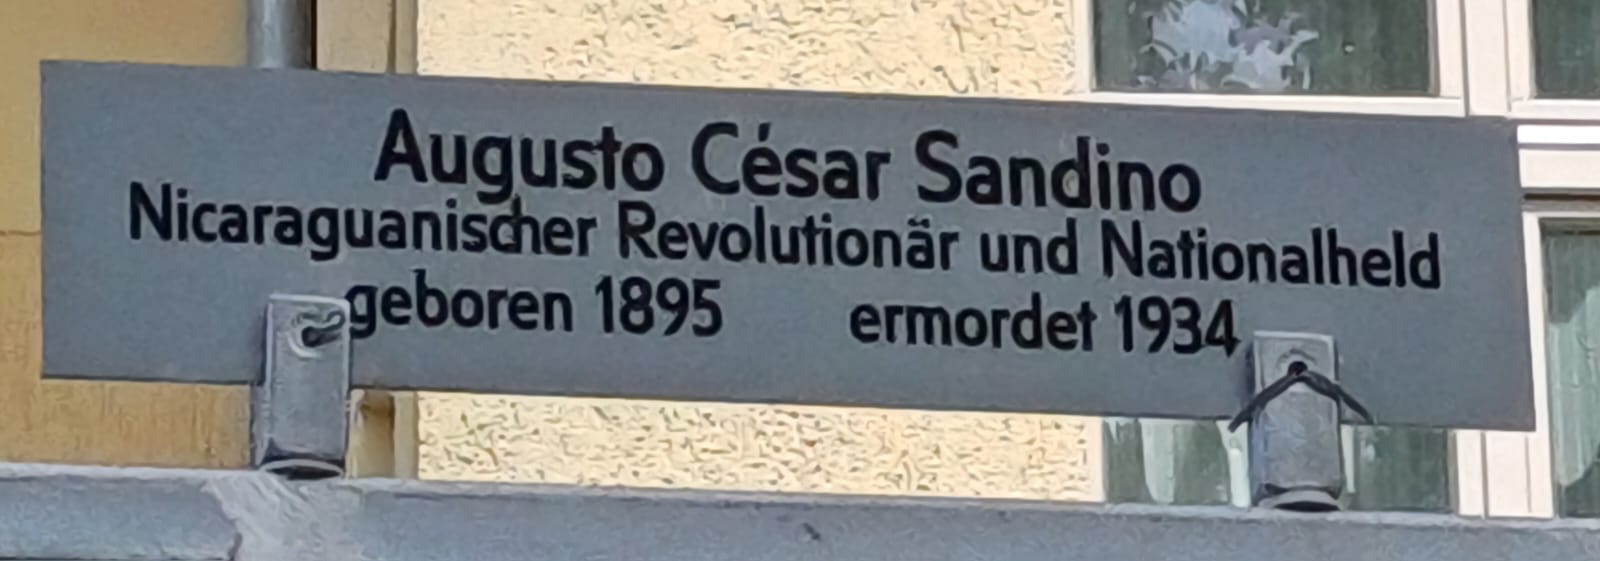 Augusto César Sandino
Nicaraguanischer Revolutionär und Nationalheld
geboren 1895 ermordet 1934